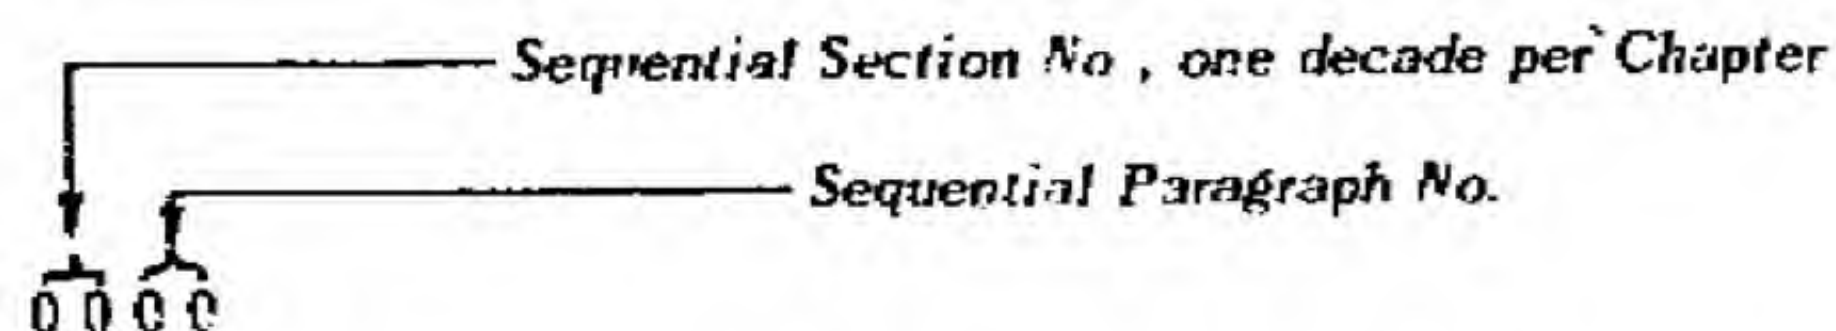 Sequential Section No, one decade per Chapter
Sequential Paragraph No.
0 0 0 0